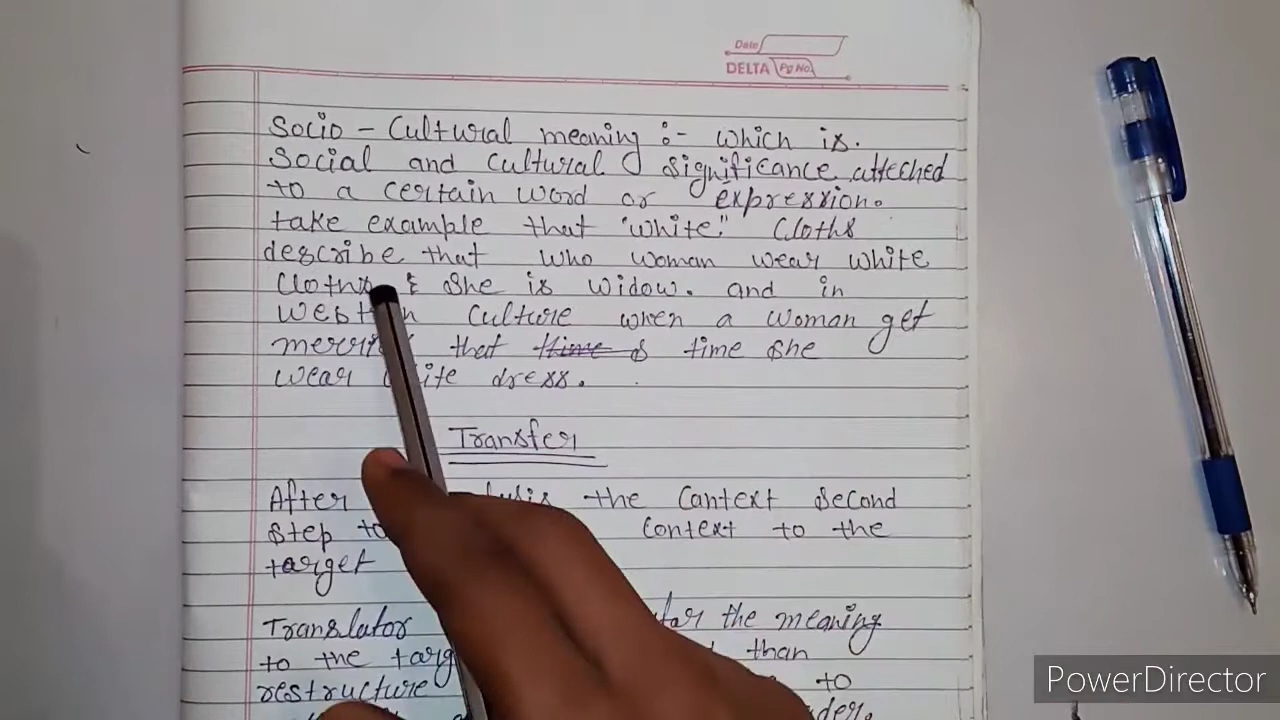 Date
DELTA Pg No.
Socio - Cultural meaning :- which is.
Social and Cultural significance atteched
to a certain word or expression.
take example that "white" Cloths
describe that who woman wear white
Cloths & she is widow. and in
Culture when a woman get
that time she
wear dress.
Transfer
After the Context second
step to context to the
target
Translator the meaning
to the than
restructure to
PowerDirector